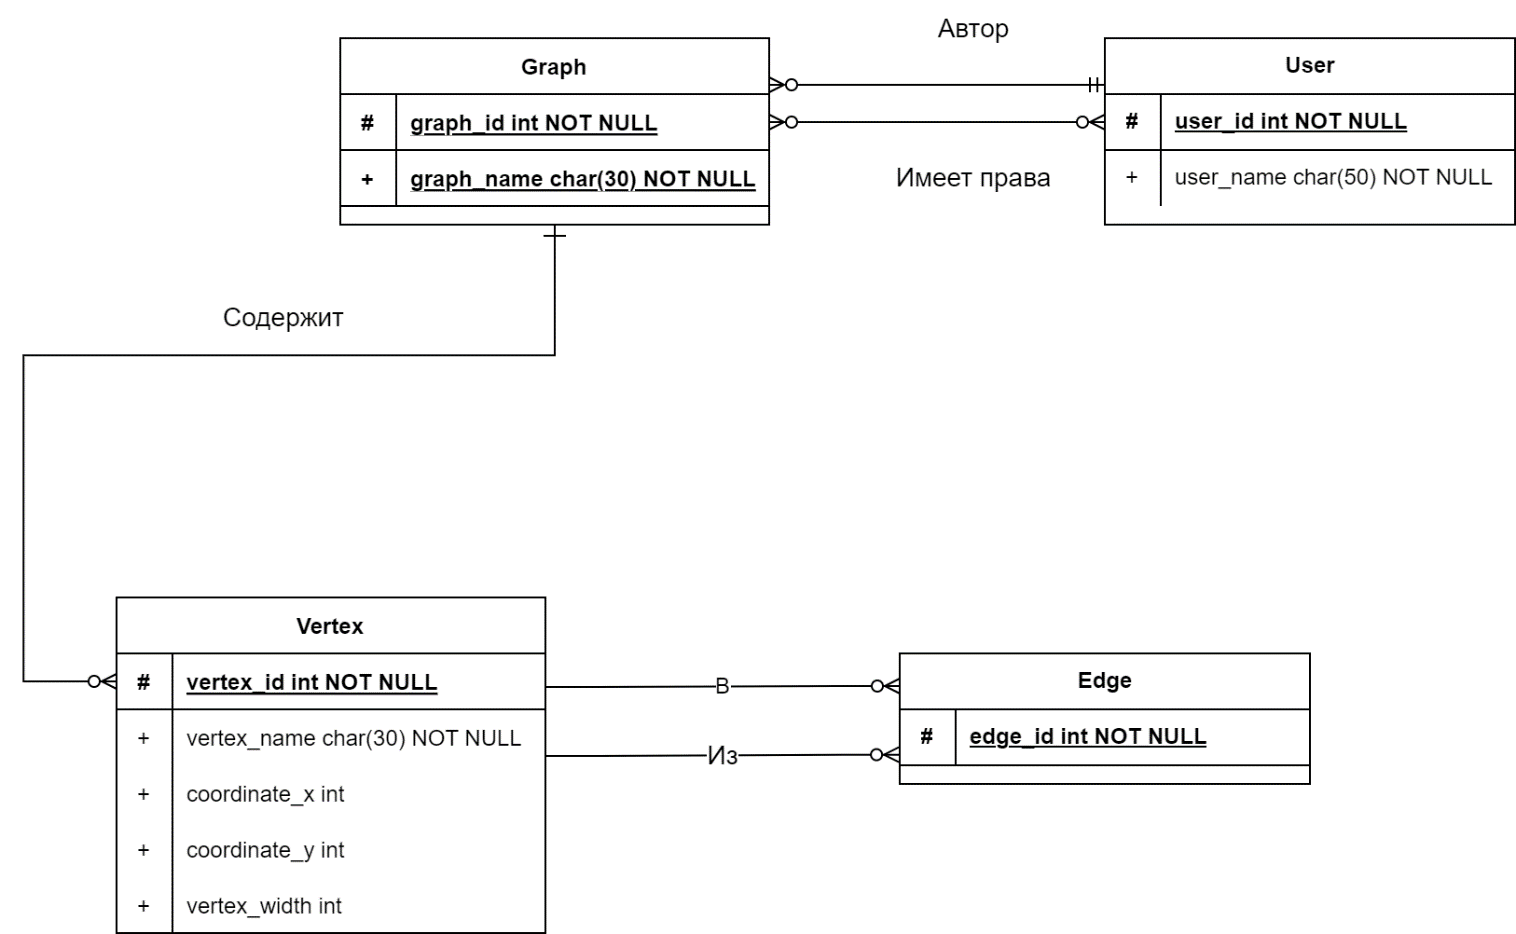 Автор
Graph
# graph_id int NOT NULL
+ graph_name char(30) NOT NULL
User
# user_id int NOT NULL
+ user_name char(50) NOT NULL
Имеет права
Содержит
Vertex
# vertex_id int NOT NULL
+ vertex_name char(30) NOT NULL
+ coordinate_x int
+ coordinate_y int
+ vertex_width int
В
Из
Edge
# edge_id int NOT NULL